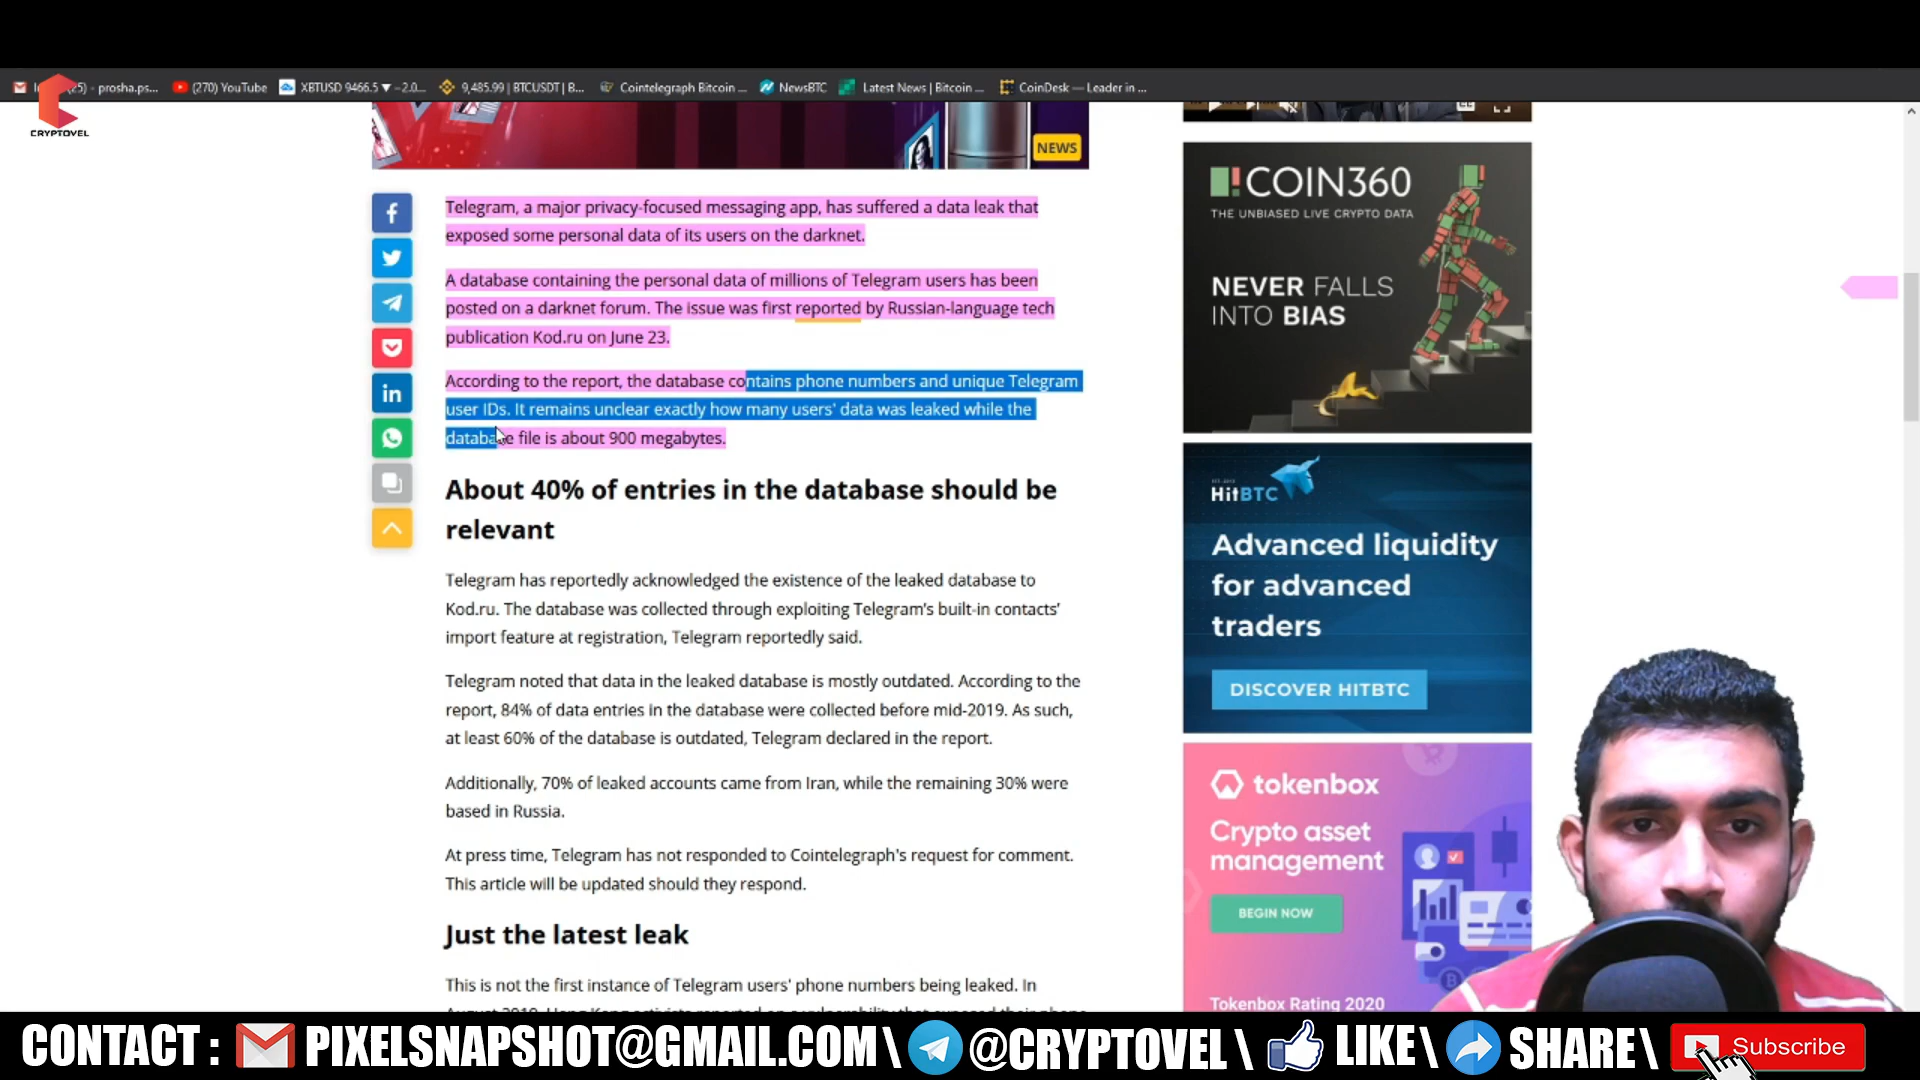 (270) YouTube
XBTUSD 9466.5 ▼ −2.0...
9,485.99 | BTCUSDT | B...
Cointelegraph Bitcoin ...
NewsBTC
Latest News | Bitcoin ...
CoinDesk — Leader in ...
CRYPTOVEL
NEWS
Telegram, a major privacy-focused messaging app, has suffered a data leak that
exposed some personal data of its users on the darknet.
A database containing the personal data of millions of Telegram users has been
posted on a darknet forum. The issue was first reported by Russian-language tech
publication Kod.ru on June 23.
According to the report, the database contains phone numbers and unique Telegram
user IDs. It remains unclear exactly how many users' data was leaked while the
database file is about 900 megabytes.
About 40% of entries in the database should be
relevant
Telegram has reportedly acknowledged the existence of the leaked database to
Kod.ru. The database was collected through exploiting Telegram's built-in contacts'
import feature at registration, Telegram reportedly said.
Telegram noted that data in the leaked database is mostly outdated. According to the
report, 84% of data entries in the database were collected before mid-2019. As such,
at least 60% of the database is outdated, Telegram declared in the report.
Additionally, 70% of leaked accounts came from Iran, while the remaining 30% were
based in Russia.
At press time, Telegram has not responded to Cointelegraph's request for comment.
This article will be updated should they respond.
Just the latest leak
This is not the first instance of Telegram users' phone numbers being leaked. In
COIN360
THE UNBIASED LIVE CRYPTO DATA
NEVER FALLS
INTO BIAS
HitBTC
Advanced liquidity
for advanced
traders
DISCOVER HITBTC
tokenbox
Crypto asset
management
BEGIN NOW
Tokenbox Rating 2020
CONTACT : PIXELSNAPSHOT@GMAIL.COM \ @CRYPTOVEL \ LIKE \ SHARE \ Subscribe